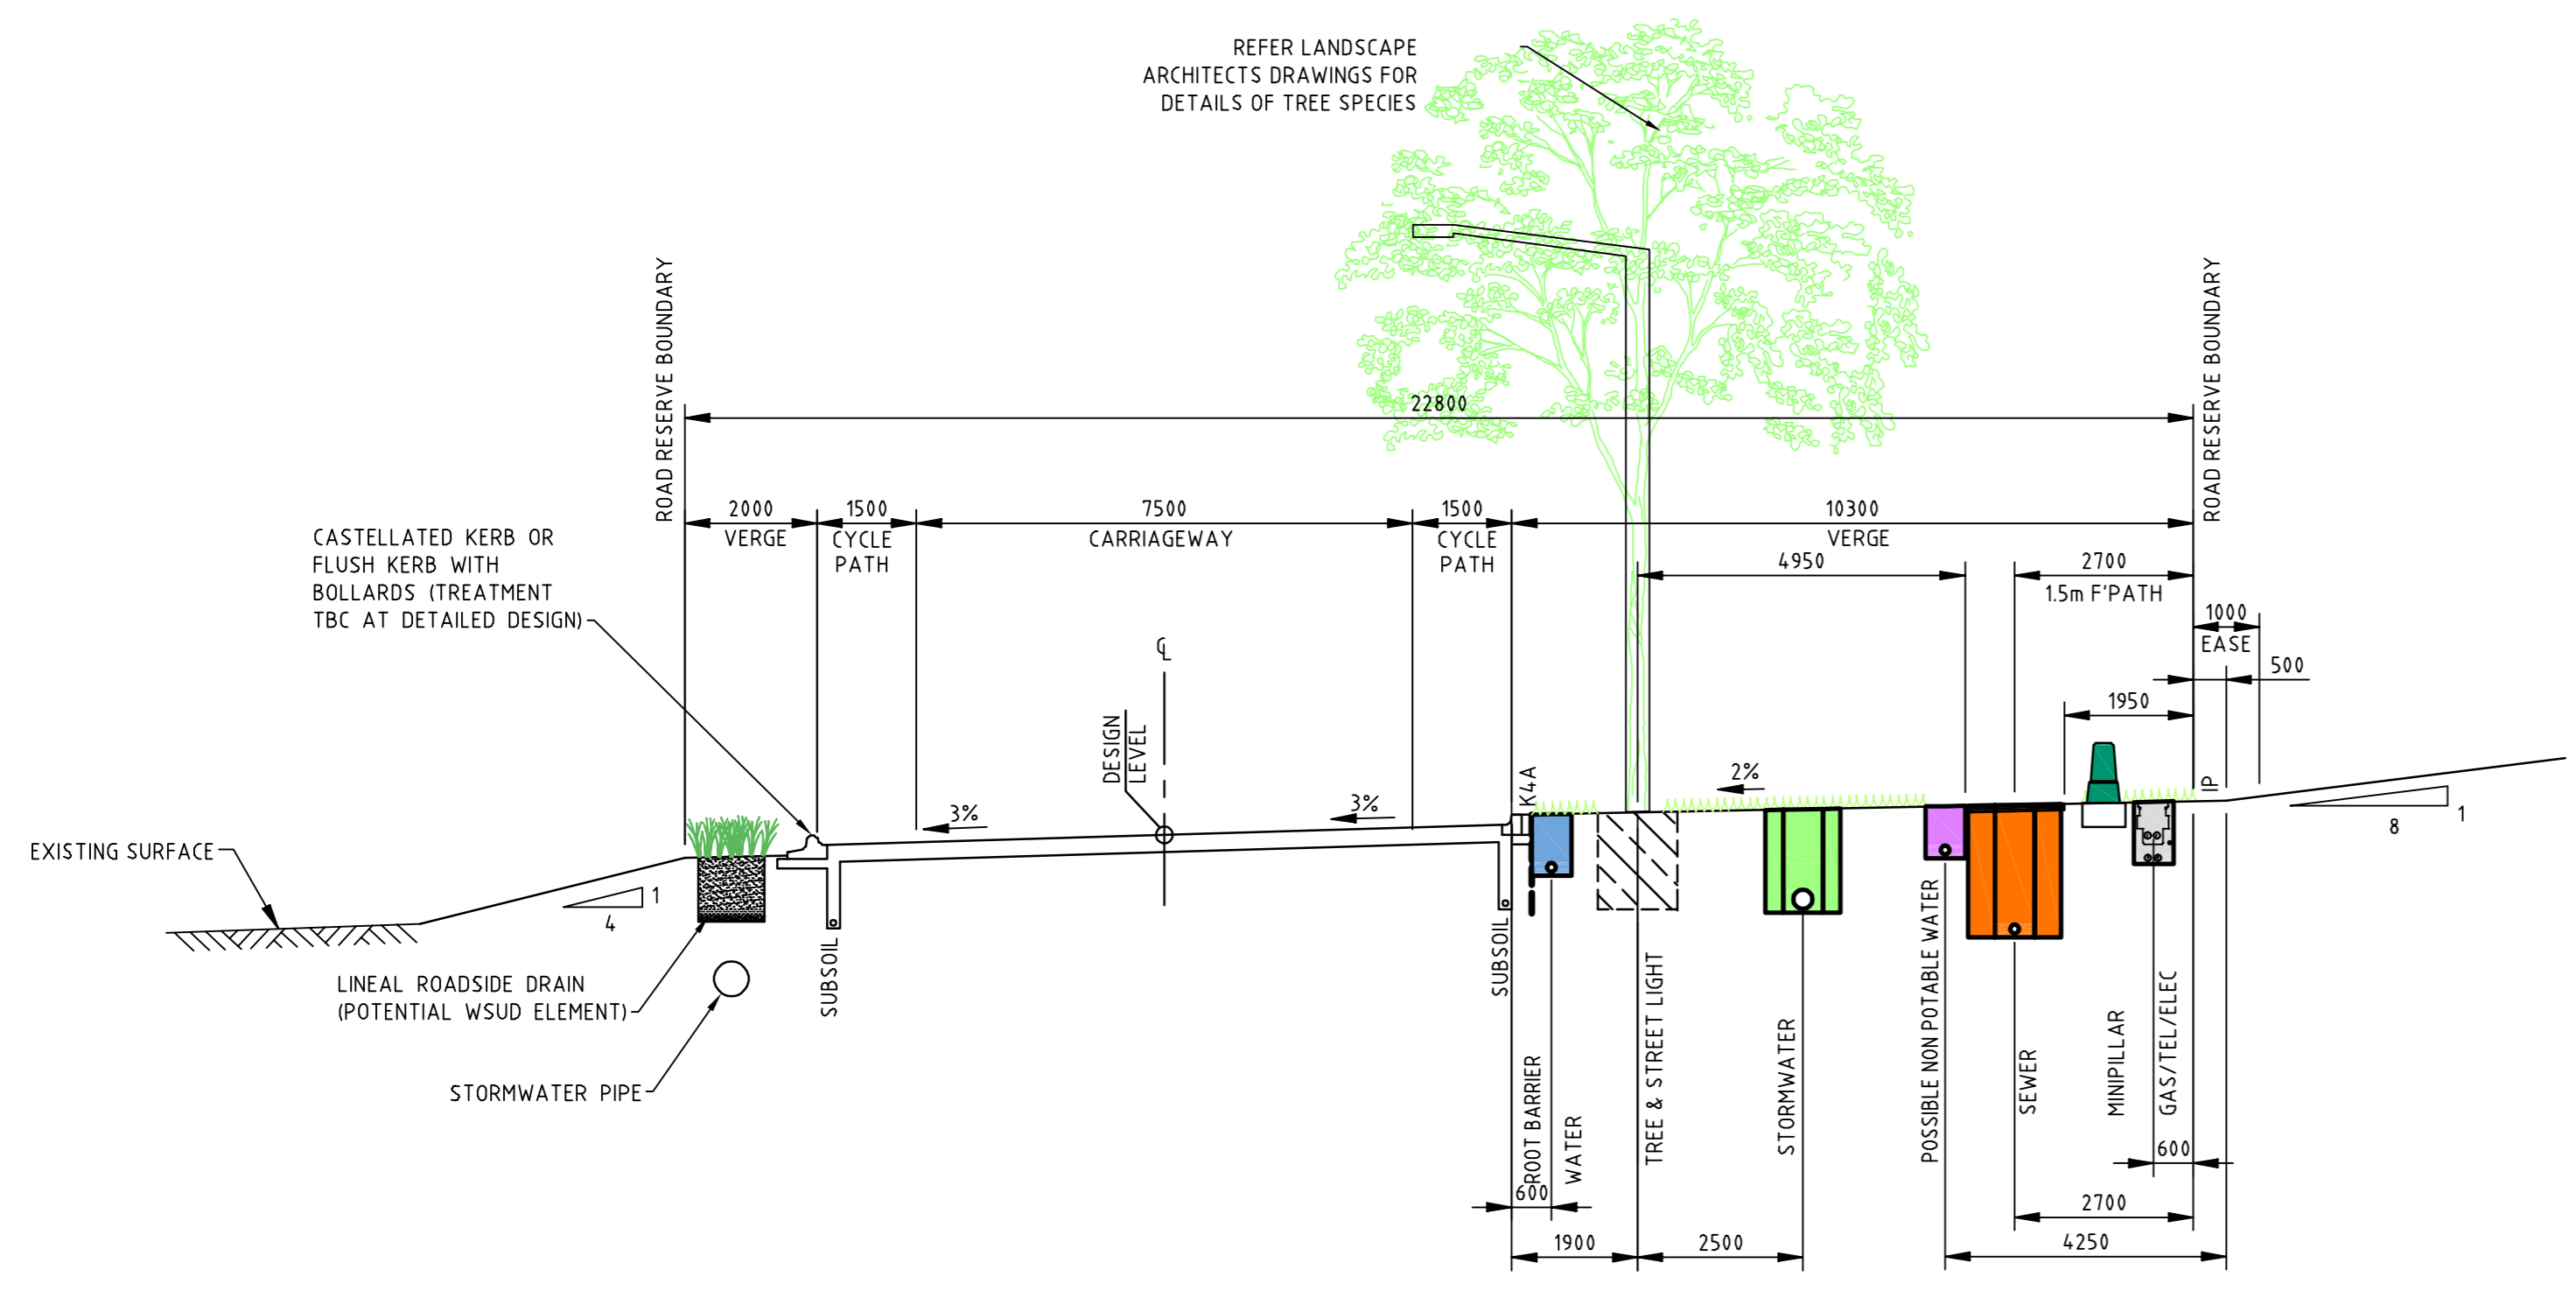 REFER LANDSCAPE
ARCHITECTS DRAWINGS FOR
DETAILS OF TREE SPECIES
ROAD RESERVE BOUNDARY
ROAD RESERVE BOUNDARY
22800
2000
VERGE
1500
CYCLE
PATH
7500
CARRIAGEWAY
1500
CYCLE
PATH
10300
VERGE
4950
2700
1.5m F'PATH
1000
EASE
500
1950
CASTELLATED KERB OR
FLUSH KERB WITH
BOLLARDS (TREATMENT
TBC AT DETAILED DESIGN)
℄
DESIGN
LEVEL
3%
3%
K4A
2%
IP
1
8
EXISTING SURFACE
1
4
LINEAL ROADSIDE DRAIN
(POTENTIAL WSUD ELEMENT)
STORMWATER PIPE
SUBSOIL
SUBSOIL
ROOT BARRIER
WATER
TREE & STREET LIGHT
STORMWATER
POSSIBLE NON POTABLE WATER
SEWER
MINIPILLAR
GAS/TEL/ELEC
600
600
2700
1900
2500
4250